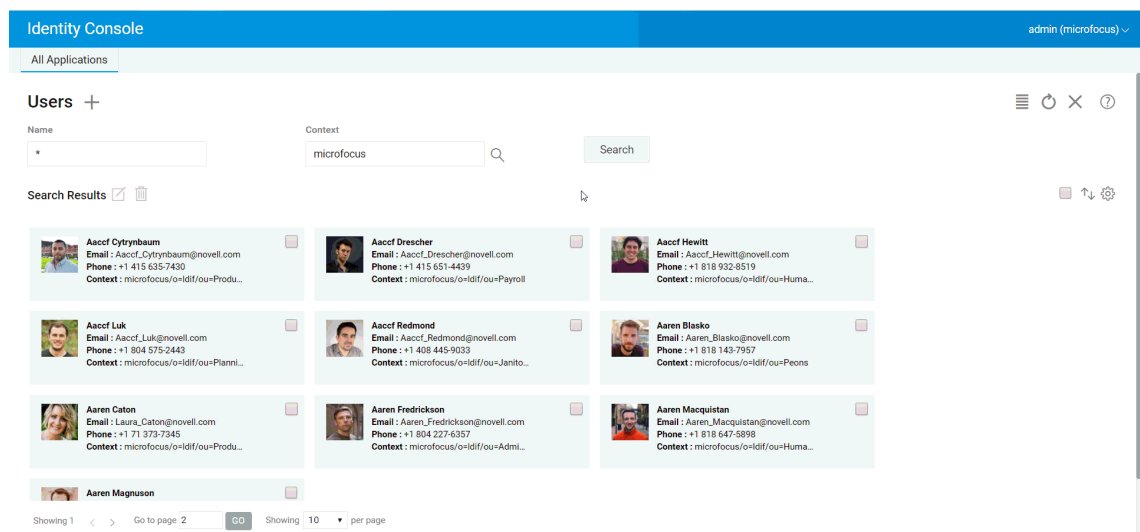 Identity Console
admin (microfocus)
All Applications
Users
Name
Context
*
microfocus
Search
Search Results
Aaccf Cytrynbaum
Email : Aaccf_Cytrynbaum@novell.com
Phone : +1 415 635-7430
Context : microfocus/o=ldif/ou=Produ...
Aaccf Drescher
Email : Aaccf_Drescher@novell.com
Phone : +1 415 651-4439
Context : microfocus/o=ldif/ou=Payroll
Aaccf Hewitt
Email : Aaccf_Hewitt@novell.com
Phone : +1 818 932-8519
Context : microfocus/o=ldif/ou=Huma...
Aaccf Luk
Email : Aaccf_Luk@novell.com
Phone : +1 804 575-2443
Context : microfocus/o=ldif/ou=Planni...
Aaccf Redmond
Email : Aaccf_Redmond@novell.com
Phone : +1 408 445-9033
Context : microfocus/o=ldif/ou=Janito...
Aaren Blasko
Email : Aaren_Blasko@novell.com
Phone : +1 818 143-7957
Context : microfocus/o=ldif/ou=Peons
Aaren Caton
Email : Laura_Caton@novell.com
Phone : +1 71 373-7345
Context : microfocus/o=ldif/ou=Produ...
Aaren Fredrickson
Email : Aaren_Fredrickson@novell.com
Phone : +1 804 227-6357
Context : microfocus/o=ldif/ou=Admi...
Aaren Macquistan
Email : Aaren_Macquistan@novell.com
Phone : +1 818 647-5898
Context : microfocus/o=ldif/ou=Huma...
Aaren Magnuson
Showing 1
Go to page 2
GO
Showing 10 per page